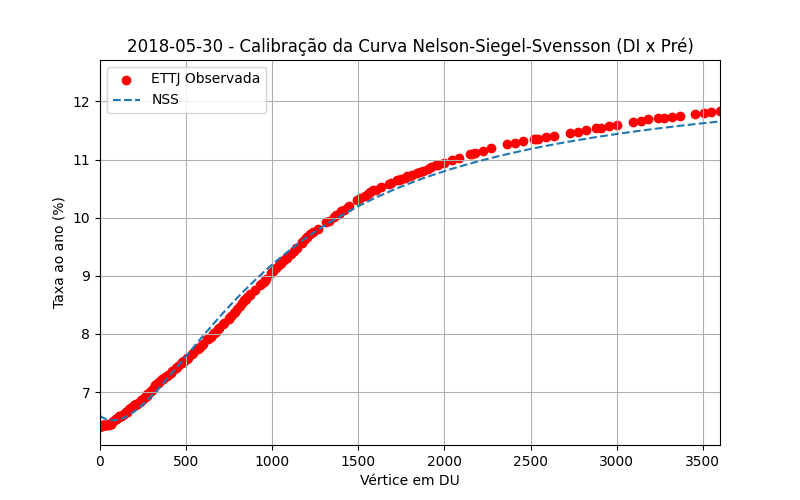 2018-05-30 - Calibração da Curva Nelson-Siegel-Svensson (DI x Pré)
ETTJ Observada
NSS
Taxa ao ano (%)
12
11
10
9
8
7
0 500 1000 1500 2000 2500 3000 3500
Vértice em DU